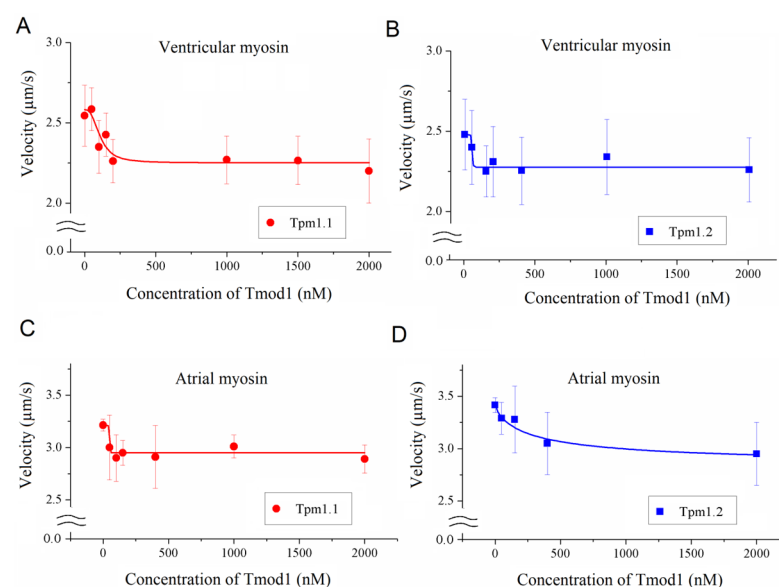 A
Ventricular myosin
3.0
2.5
2.0
0.0
Velocity (µm/s)
Tpm1.1
0 500 1000 1500 2000
Concentration of Tmod1 (nM)
B
Ventricular myosin
3.0
2.5
2.0
0.0
Velocity (µm/s)
Tpm1.2
0 500 1000 1500 2000
Concentration of Tmod1 (nM)
C
Atrial myosin
3.5
3.0
2.5
0.0
Velocity (µm/s)
Tpm1.1
0 500 1000 1500 2000
Concentration of Tmod1 (nM)
D
Atrial myosin
3.5
3.0
2.5
0.0
Velocity (µm/s)
Tpm1.2
0 500 1000 1500 2000
Concentration of Tmod1 (nM)